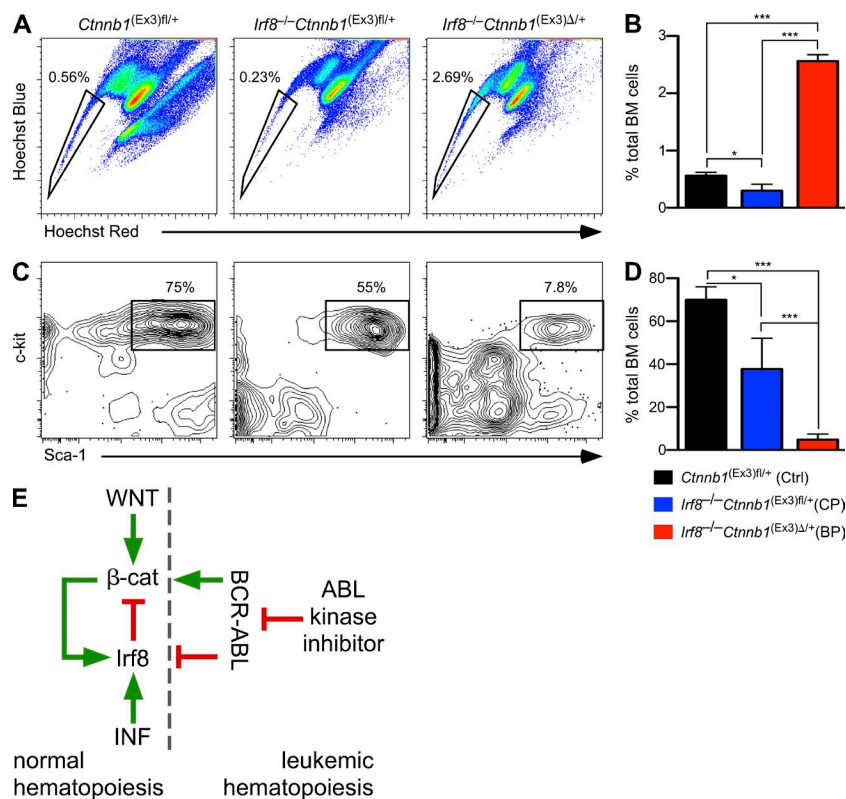 A
Ctnnb1(Ex3)fl/+
Irf8–/–Ctnnb1(Ex3)fl/+
Irf8–/–Ctnnb1(Ex3)Δ/+
0.56%
0.23%
2.69%
Hoechst Blue
Hoechst Red
B
***
***
*
3
2
1
0
% total BM cells
C
75%
55%
7.8%
c-kit
Sca-1
D
***
*
***
80
60
40
20
0
% total BM cells
Ctnnb1(Ex3)fl/+ (Ctrl)
Irf8–/–Ctnnb1(Ex3)fl/+(CP)
Irf8–/–Ctnnb1(Ex3)Δ/+(BP)
E
WNT
β-cat
Irf8
INF
BCR-ABL
ABL
kinase
inhibitor
normal
hematopoiesis
leukemic
hematopoiesis